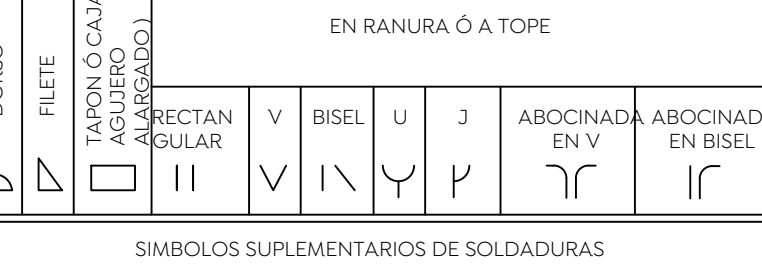 EN RANURA Ó A TOPE
FILETE
TAPON Ó CAJA
AGUJERO
ALARGADO )
RECTAN
GULAR
V
BISEL
U
J
ABOCINADA
EN V
ABOCINAD
EN BISEL
SIMBOLOS SUPLEMENTARIOS DE SOLDADURAS